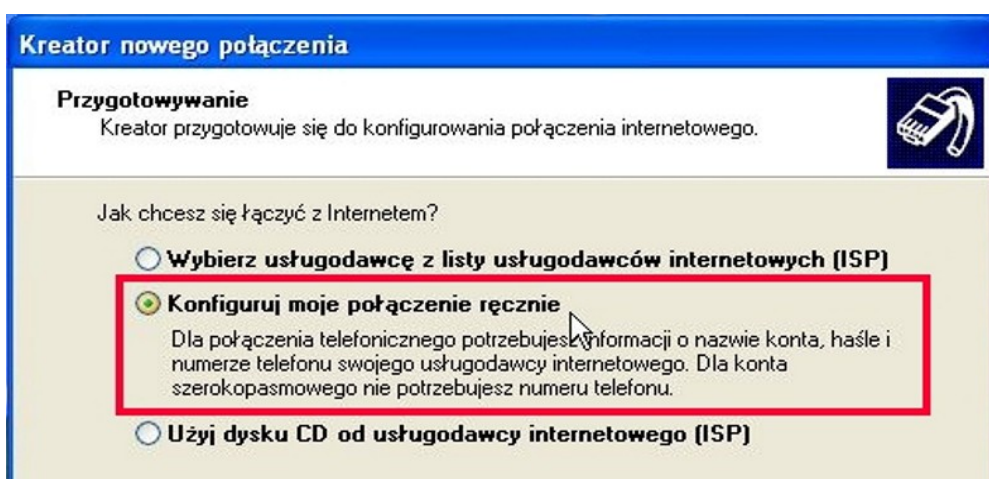 Kreator nowego połączenia
Przygotowywanie
Kreator przygotowuje się do konfigurowania połączenia internetowego.
Jak chcesz się łączyć z Internetem?
Wybierz usługodawcę z listy usługodawców internetowych (ISP)
Konfiguruj moje połączenie ręcznie
Dla połączenia telefonicznego potrzebujesz informacji o nazwie konta, haśle i
numerze telefonu swojego usługodawcy internetowego. Dla konta
szerokopasmowego nie potrzebujesz numeru telefonu.
Użyj dysku CD od usługodawcy internetowego (ISP)